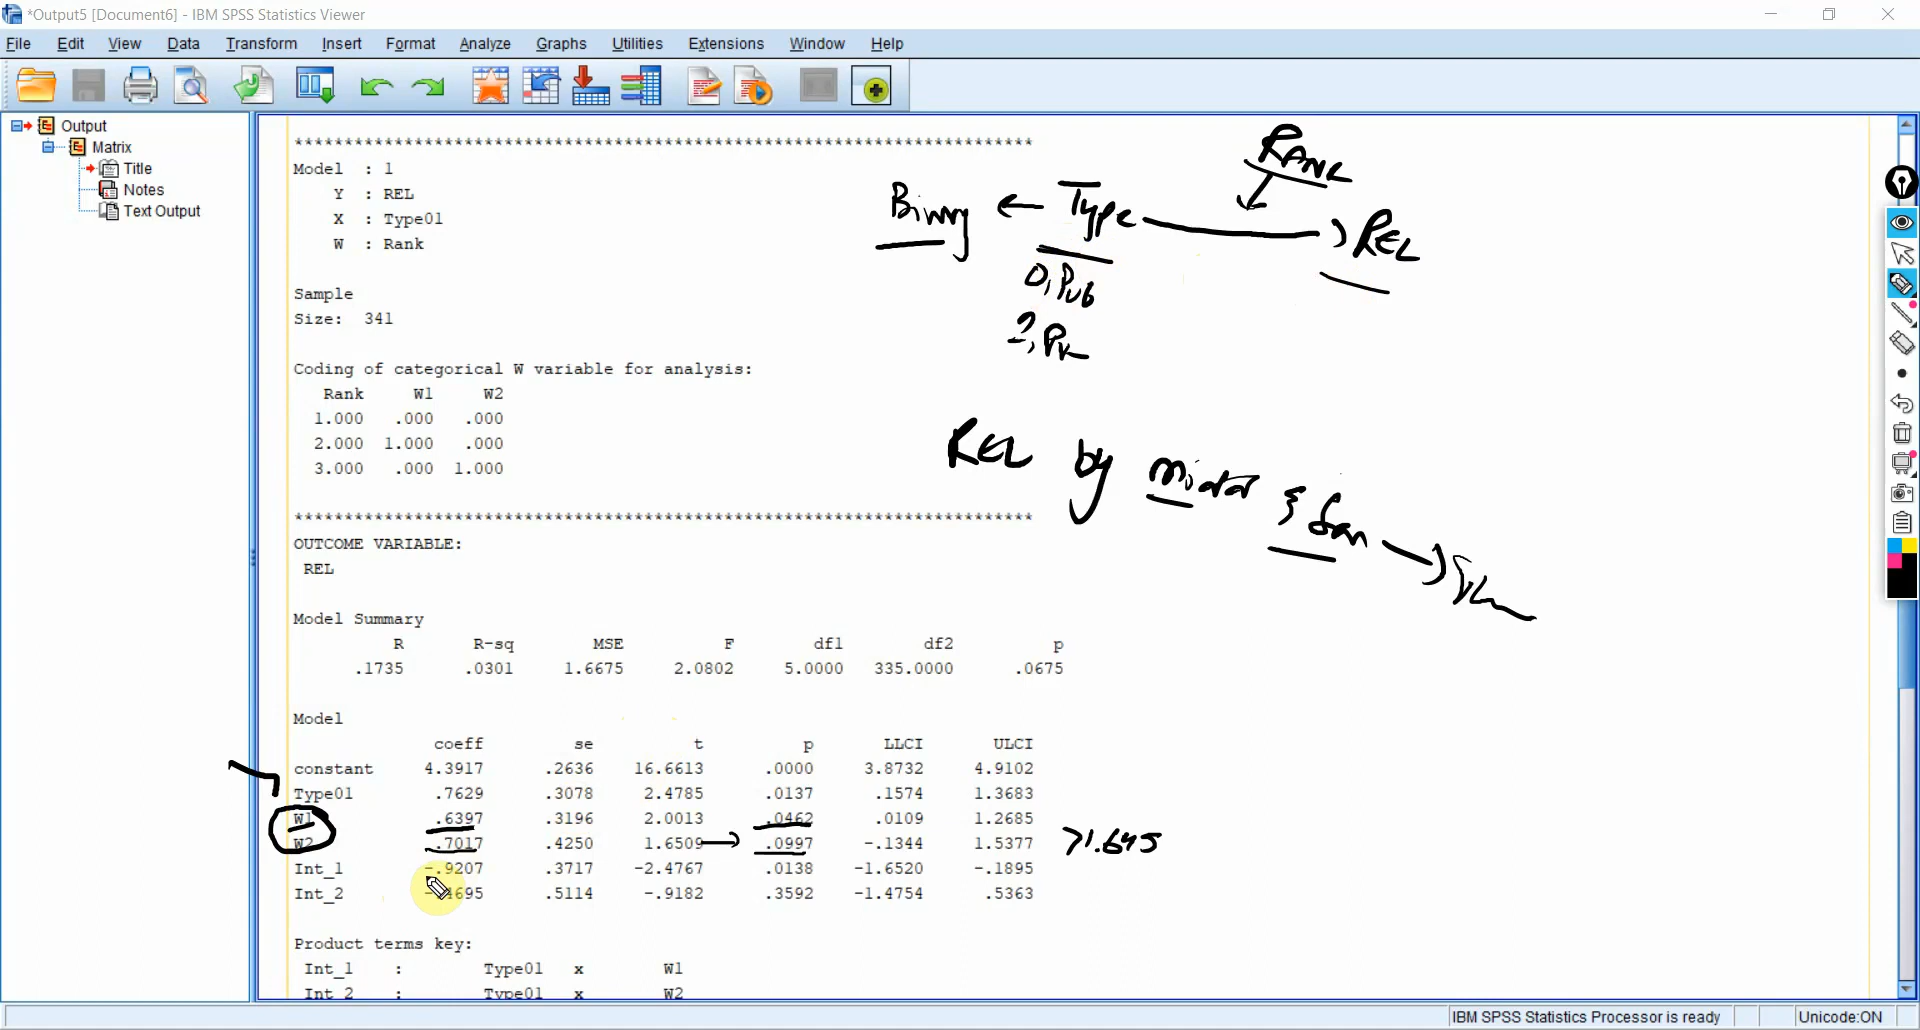 *Output5 [Document6] - IBM SPSS Statistics Viewer
File Edit View Data Transform Insert Format Analyze Graphs Utilities Extensions Window Help
Output
Matrix
Title
Notes
Text Output
*************************************************************************
Model : 1
Y : REL
X : Type01
W : Rank
Sample
Size: 341
Coding of categorical W variable for analysis:
Rank W1 W2
1.000 .000 .000
2.000 1.000 .000
3.000 .000 1.000
*************************************************************************
OUTCOME VARIABLE:
REL
Model Summary
R R-sq MSE F df1 df2 p
.1735 .0301 1.6675 2.0802 5.0000 335.0000 .0675
Model
coeff se t p LLCI ULCI
constant 4.3917 .2636 16.6613 .0000 3.8732 4.9102
Type01 .7629 .3078 2.4785 .0137 .1574 1.3683
W1 .6397 .3196 2.0013 .0462 .0109 1.2685
W2 .7017 .4250 1.6509 .0997 -.1344 1.5377
>1.645
Int_1 -.9207 .3717 -2.4767 .0138 -1.6520 -.1895
Int_2 -.4695 .5114 -.9182 .3592 -1.4754 .5363
Product terms key:
Int_1 : Type01 x W1
Int_2 : Type01 x W2
RANK
Type
REL
0, Pub
REL by
IBM SPSS Statistics Processor is ready
Unicode:ON